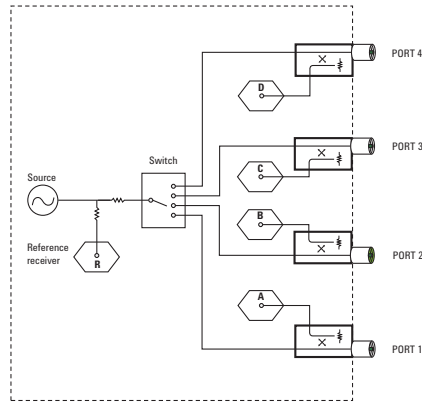 PORT 4
D
PORT 3
Switch
C
Source
B
Reference
receiver
R
PORT 2
A
PORT 1